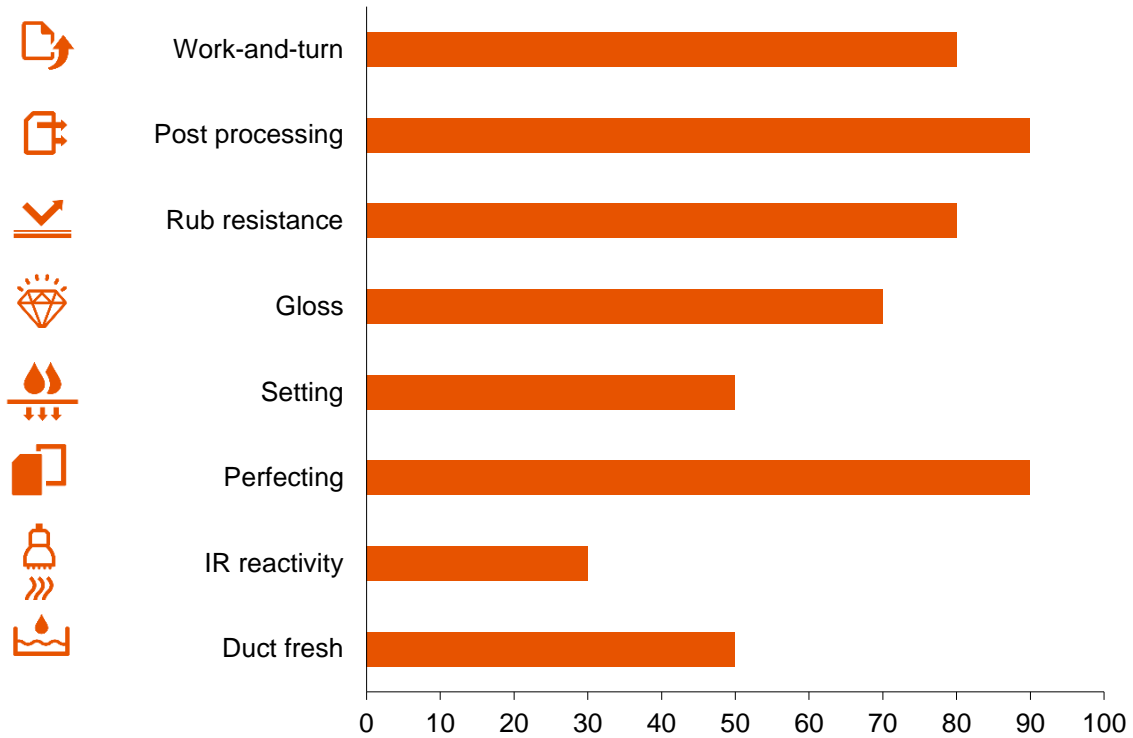 Work-and-turn
Post processing
Rub resistance
Gloss
Setting
Perfecting
IR reactivity
Duct fresh
0 10 20 30 40 50 60 70 80 90 100